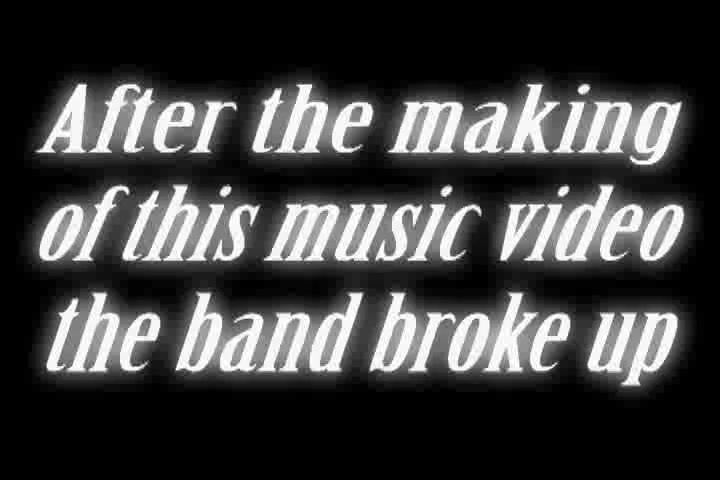 After the making
of this music video
the band broke up